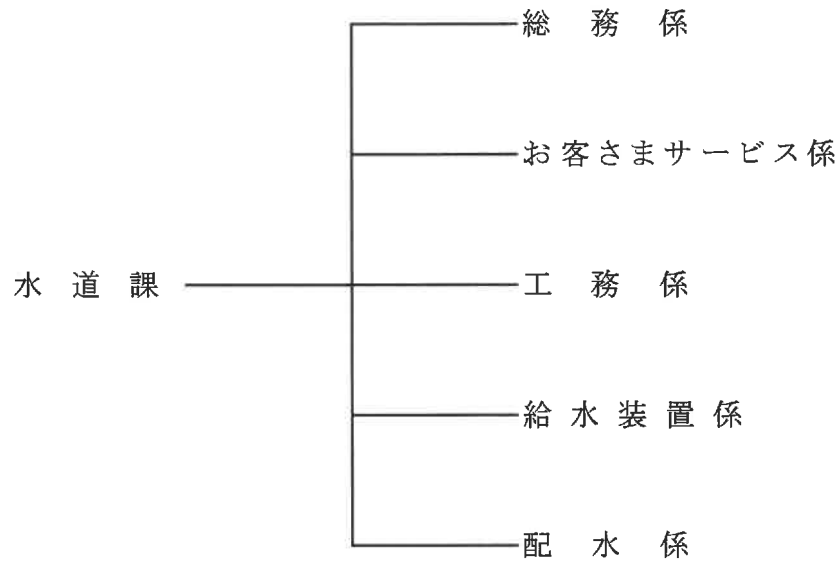 総務係
お客さまサービス係
水道課
工務係
給水装置係
配水係